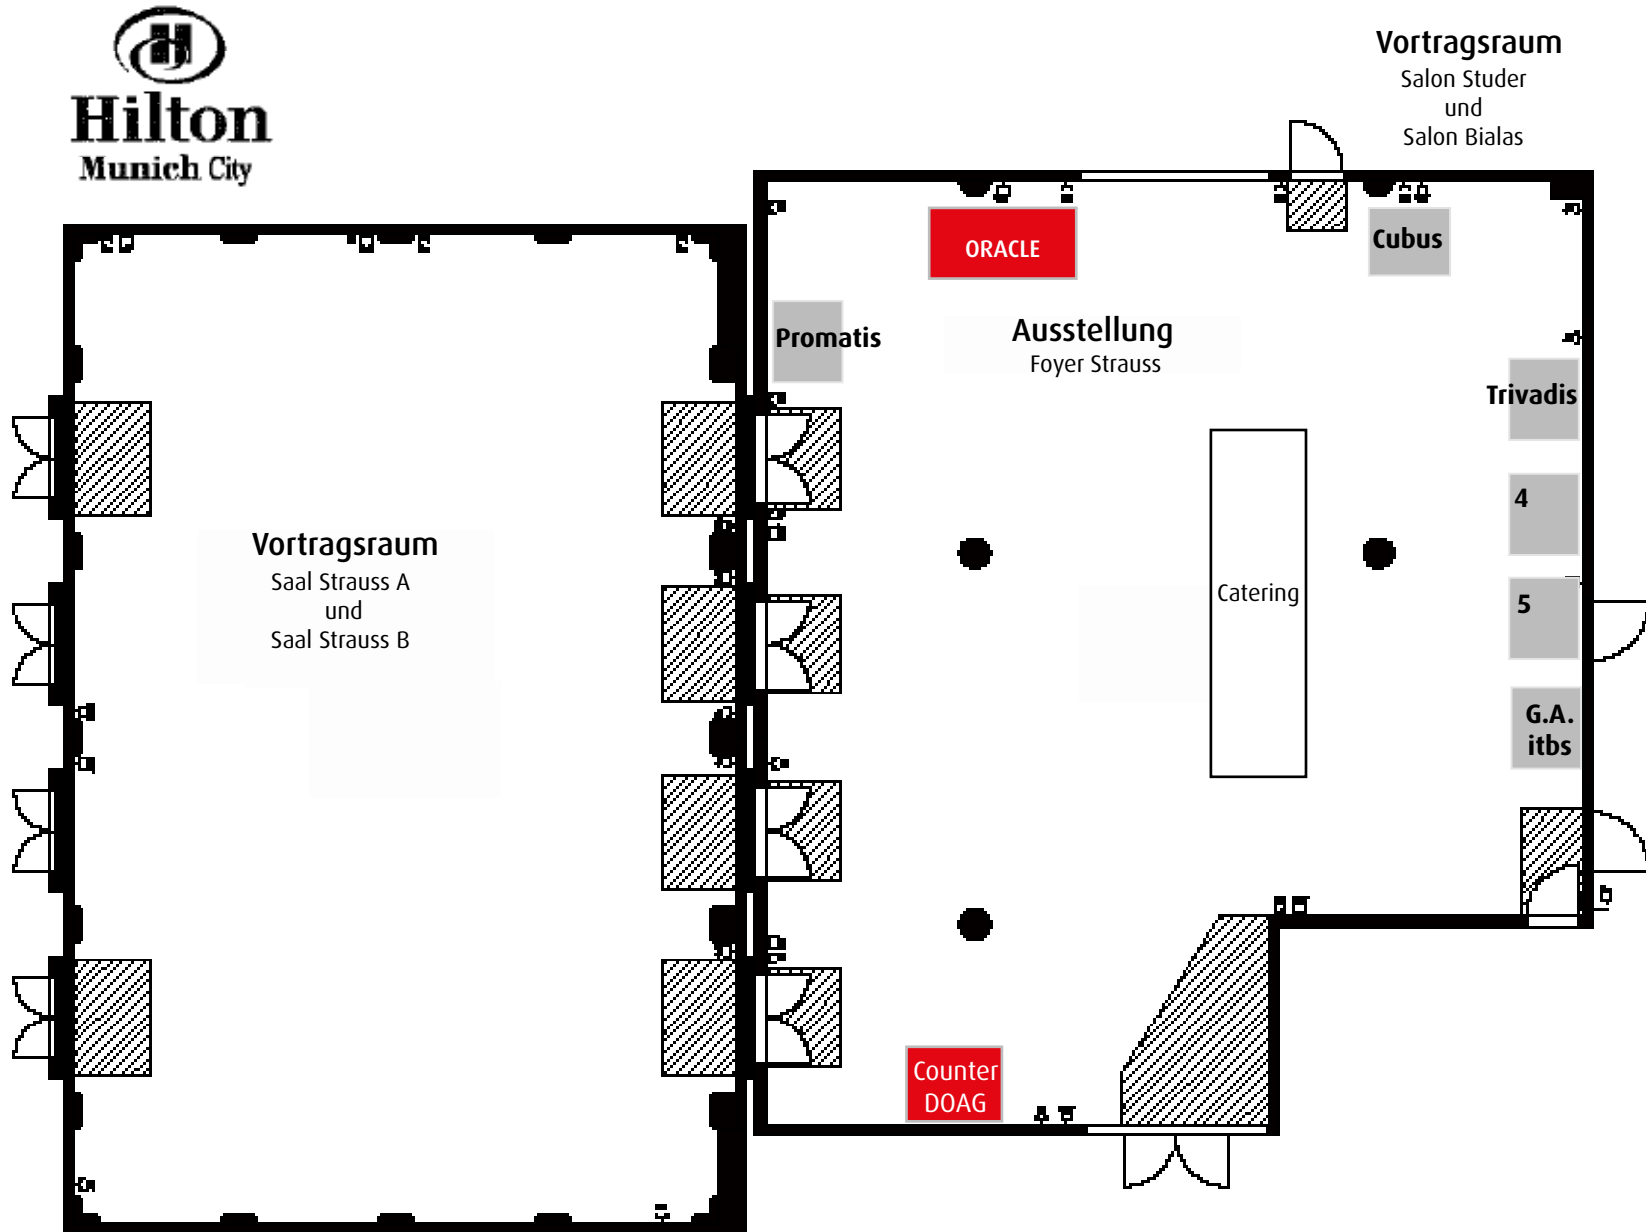 Hilton
Munich City
Vortragsraum
Salon Studer
und
Salon Bialas
ORACLE
Cubus
Promatis
Ausstellung
Foyer Strauss
Trivadis
4
Vortragsraum
Saal Strauss A
und
Saal Strauss B
Catering
5
G.A.
itbs
Counter
DOAG